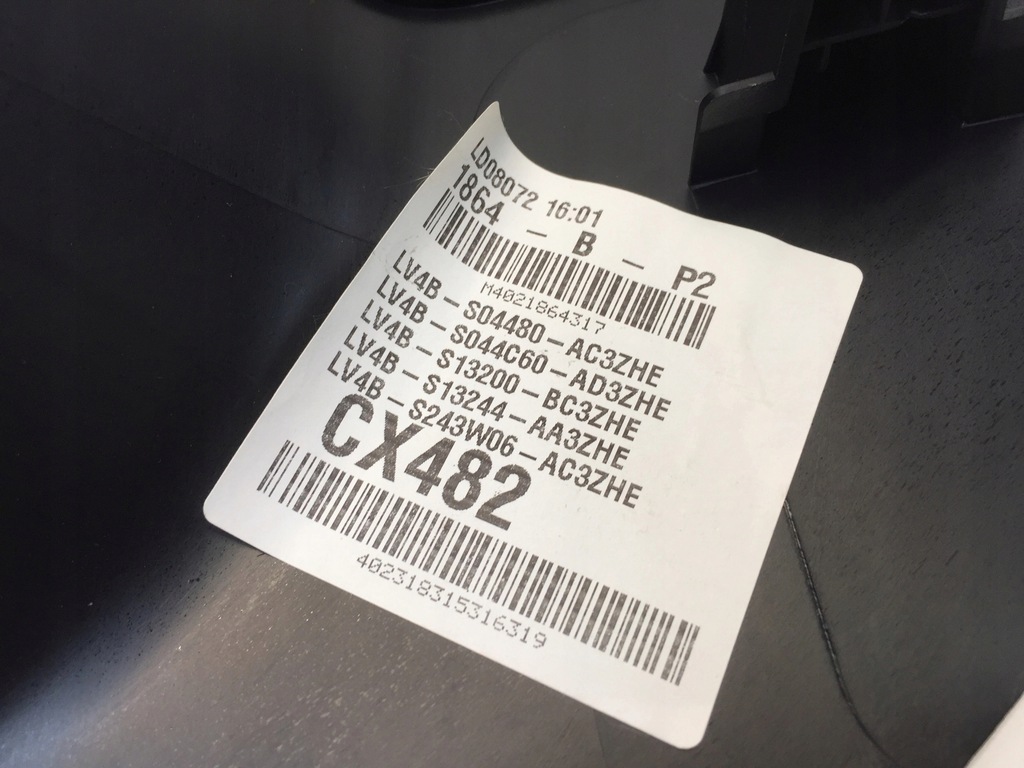 LD08072 16:01
1864 - B - P2
M4021864317
LV4B-S04480-AC3ZHE
LV4B-S044C60-AD3ZHE
LV4B-S13200-BC3ZHE
LV4B-S13244-AA3ZHE
LV4B-S243W06-AC3ZHE
CX482
402318315316319